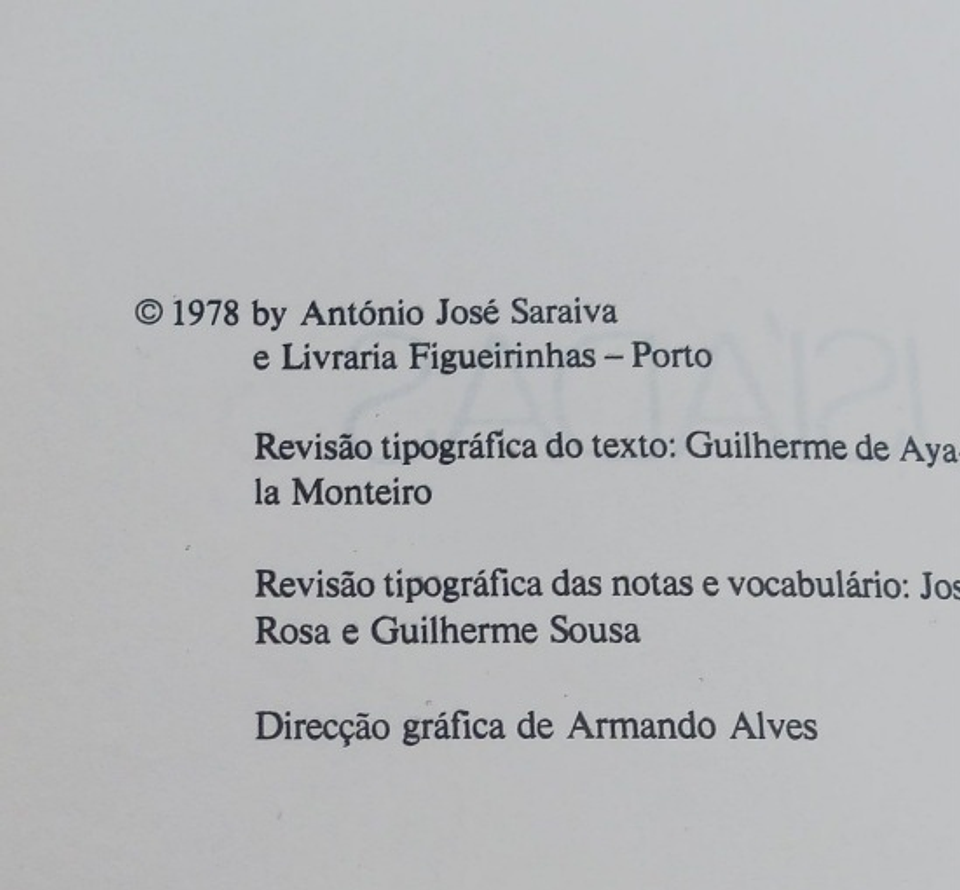 © 1978 by António José Saraiva
e Livraria Figueirinhas – Porto
Revisão tipográfica do texto: Guilherme de Aya-
la Monteiro
Revisão tipográfica das notas e vocabulário:
Rosa e Guilherme Sousa
Direcção gráfica de Armando Alves